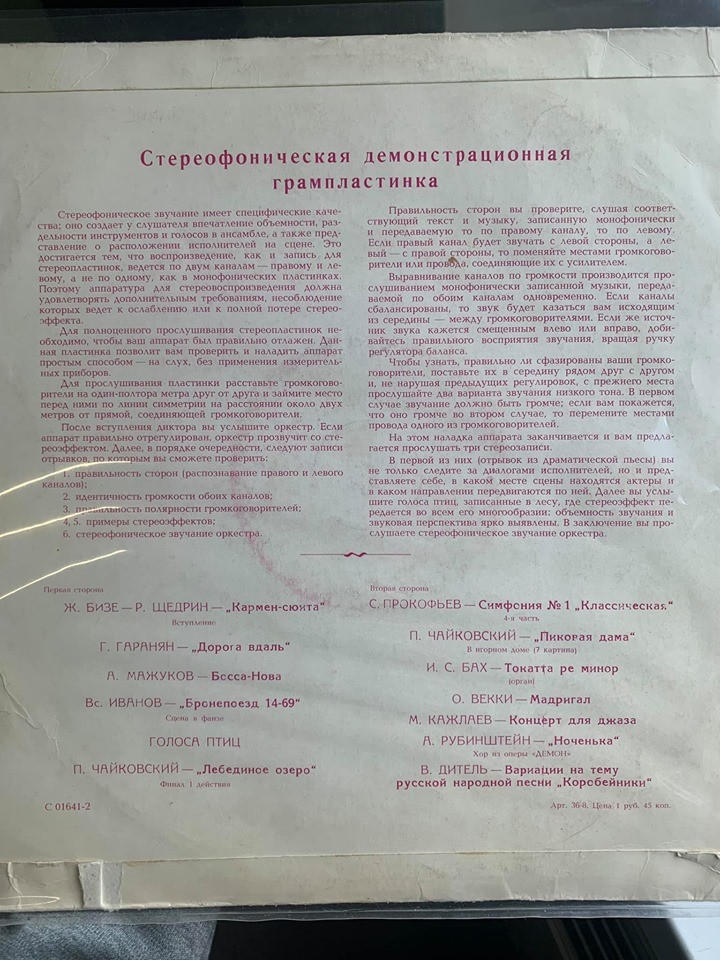 Стереофоническая демонстрационная
грампластинка
Стереофоническое звучание имеет специфические каче-
ства; оно создает у слушателя впечатление объемности, раз-
дельности инструментов и голосов в ансамбле, а также пред-
ставление о расположении исполнителей на сцене. Это
достигается тем, что воспроизведение, как и запись для
стереопластинок, ведется по двум каналам — правому и ле-
вому, а не по одному, как в монофонических пластинках.
Поэтому аппаратура для стереовоспроизведения должна
удовлетворять дополнительным требованиям, несоблюдение
которых ведет к ослаблению или к полной потере стерео-
эффекта.
Для полноценного прослушивания стереопластинок не-
обходимо, чтобы ваш аппарат был правильно отлажен. Дан-
ная пластинка позволит вам проверить и наладить аппарат
простым способом — на слух, без применения измеритель-
ных приборов.
Для прослушивания пластинки расставьте громкогово-
рители на один-полтора метра друг от друга и займите место
перед ними по линии симметрии на расстоянии около двух
метров от прямой, соединяющей громкоговорители.
После вступления диктора вы услышите оркестр. Если
аппарат правильно отрегулирован, оркестр прозвучит со сте-
реоэффектом. Далее, в порядке очередности, следуют записи
отрывков, по которым вы сможете проверить:
1. правильность сторон (распознавание правого и левого
каналов);
2. идентичность громкости обоих каналов;
3. правильность полярности громкоговорителей;
4, 5. примеры стереоэффектов;
6. стереофоническое звучание оркестра.
Правильность сторон вы проверите, слушая соответ-
ствующий текст и музыку, записанную монофонически
и передаваемую то по правому каналу, то по левому.
Если правый канал будет звучать с левой стороны, а ле-
вый — с правой стороны, то поменяйте местами громкогово-
рители или провода, соединяющие их с усилителем.
Выравнивание каналов по громкости производится про-
слушиванием монофонически записанной музыки, переда-
ваемой по обоим каналам одновременно. Если каналы
сбалансированы, то звук будет казаться вам исходящим
из середины — между громкоговорителями. Если же источ-
ник звука кажется смещенным влево или вправо, доби-
вайтесь правильного восприятия звучания, вращая ручку
регулятора баланса.
Чтобы узнать, правильно ли сфазированы ваши громко-
говорители, поставьте их в середину рядом друг с другом
и, не нарушая предыдущих регулировок, с прежнего места
прослушайте два варианта звучания низкого тона. В первом
случае звучание должно быть громче; если вам покажется,
что оно громче во втором случае, то перемените местами
провода одного из громкоговорителей.
На этом наладка аппарата заканчивается и вам предла-
гается прослушать три стереозаписи.
В первой из них (отрывок из драматической пьесы) вы
не только следите за диалогами исполнителей, но и пред-
ставляете себе, в каком месте сцены находятся актеры и
в каком направлении передвигаются по ней. Далее вы услы-
шите голоса птиц, записанные в лесу, где стереоэффект пе-
редается во всем его многообразии: объемность звучания и
звуковая перспектива ярко выявлены. В заключение вы про-
слушаете стереофоническое звучание оркестра.
Первая сторона
Ж. БИЗЕ — Р. ЩЕДРИН — „Кармен-сюита“
Вступление
Г. ГАРАНЯН — „Дорога вдаль“
А. МАЖУКОВ — Босса-Нова
Вс. ИВАНОВ — „Бронепоезд 14-69“
Сцена в фанзе
ГОЛОСА ПТИЦ
П. ЧАЙКОВСКИЙ — „Лебединое озеро“
Финал 1 действия
С 01641-2
Вторая сторона
С. ПРОКОФЬЕВ — Симфония № 1 „Классическая“
4-я часть
П. ЧАЙКОВСКИЙ — „Пиковая дама“
В игорном доме (7 картина)
И. С. БАХ — Токатта ре минор
(орган)
О. ВЕККИ — Мадригал
М. КАЖЛАЕВ — Концерт для джаза
А. РУБИНШТЕЙН — „Ноченька“
Хор из оперы «ДЕМОН»
В. ДИТЕЛЬ — Вариации на тему
русской народной песни „Коробейники“
Арт. 36-8. Цена 1 руб. 45 коп.